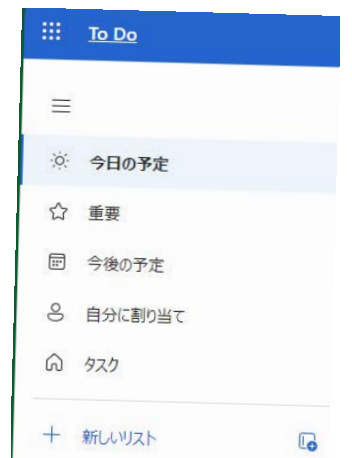 To Do
今日の予定
重要
今後の予定
自分に割り当て
タスク
新しいリスト